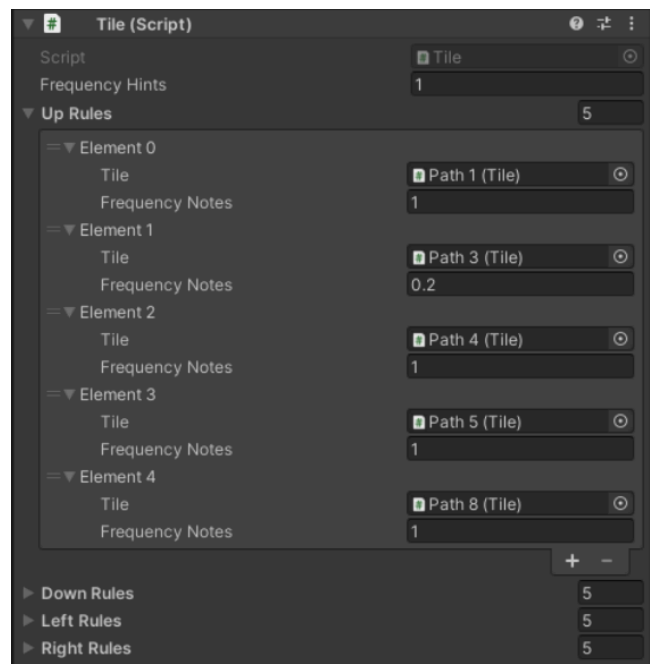 # Tile (Script)
Script # Tile
Frequency Hints 1
Up Rules 5
Element 0
Tile # Path 1 (Tile)
Frequency Notes 1
Element 1
Tile # Path 3 (Tile)
Frequency Notes 0.2
Element 2
Tile # Path 4 (Tile)
Frequency Notes 1
Element 3
Tile # Path 5 (Tile)
Frequency Notes 1
Element 4
Tile # Path 8 (Tile)
Frequency Notes 1
+ −
Down Rules 5
Left Rules 5
Right Rules 5